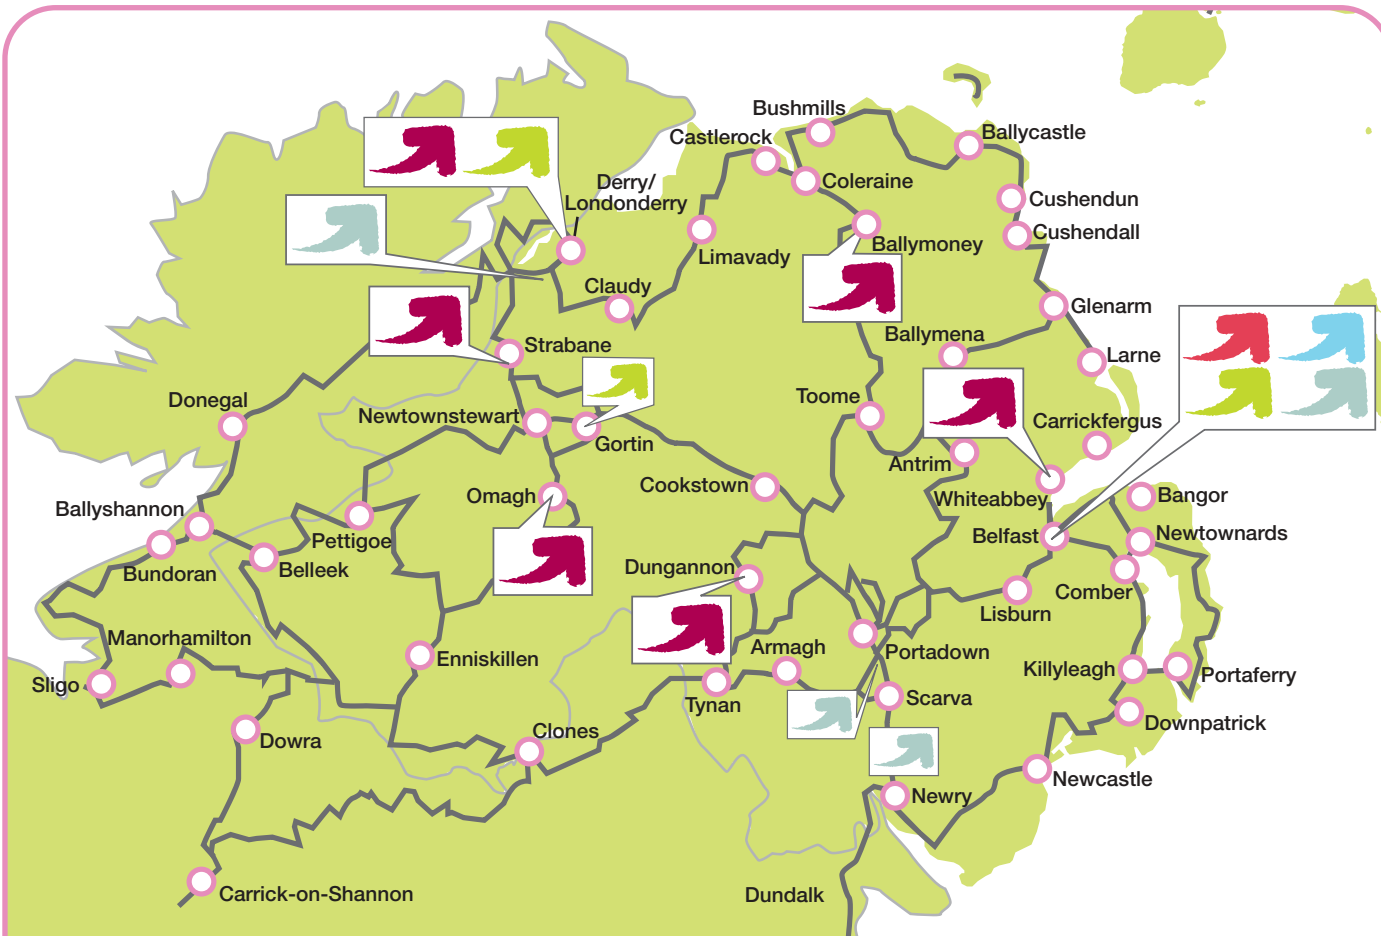 Bushmills
Castlerock
Ballycastle
Derry/
Londonderry
Coleraine
Cushendun
Cushendall
Ballymoney
Limavady
Claudy
Glenarm
Strabane
Ballymena
Larne
Donegal
Newtownstewart
Gortin
Toome
Carrickfergus
Antrim
Omagh
Cookstown
Whiteabbey
Bangor
Ballyshannon
Pettigoe
Belfast
Newtownards
Bundoran
Belleek
Dungannon
Comber
Lisburn
Manorhamilton
Enniskillen
Armagh
Portadown
Killyleagh
Portaferry
Sligo
Tynan
Scarva
Dowra
Clones
Downpatrick
Newcastle
Newry
Carrick-on-Shannon
Dundalk